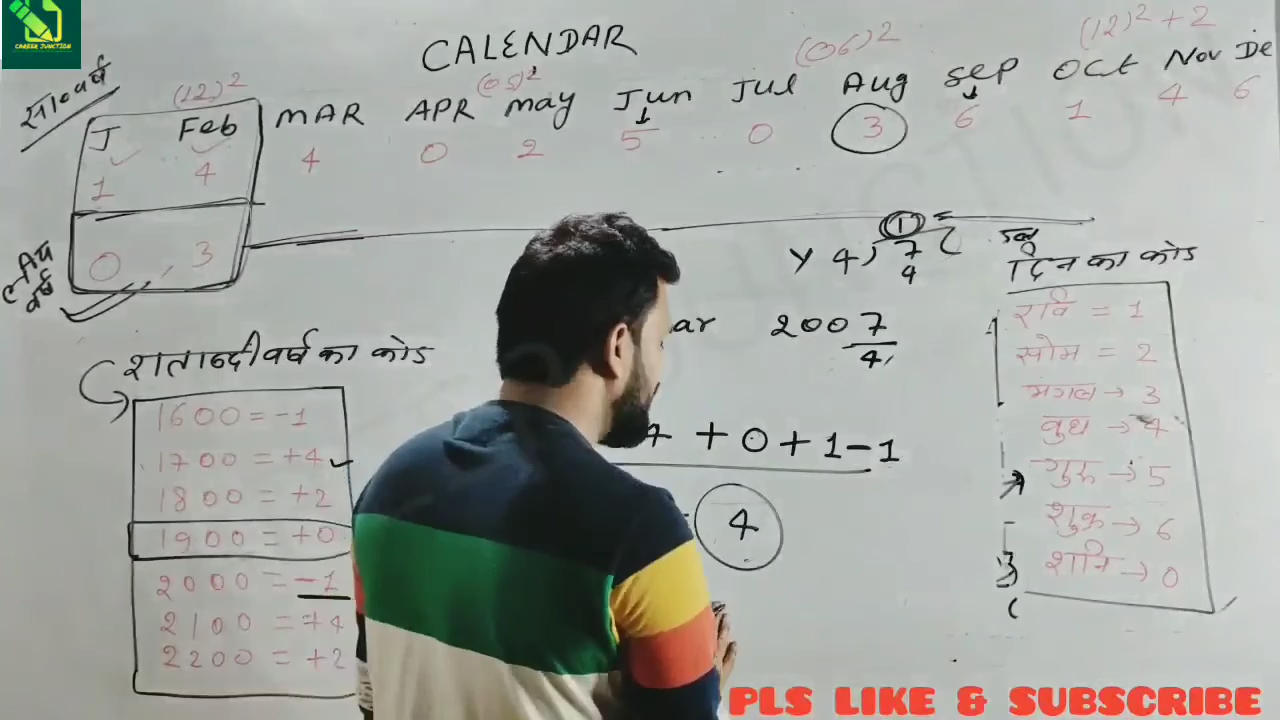 CAREER JUNCTION
CALENDAR
(12)² (05)² (06)² (12)² + 2
J Feb MAR APR may Jun Jul Aug Sep Oct Nov De
1 4 4 0 2 5 0 3 6 1 4 6
0, 3
लीप वर्ष
Y 4) 7 ( 1
4
ar 2007
4
शताब्दी वर्ष का कोड
1600 = -1
1700 = +4
1800 = +2
1900 = +0
2000 = -1
2100 = +4
2200 = +2
+ 0 + 1 - 1
4
दिन का कोड
रवि = 1
सोम = 2
मंगल → 3
बुध → 4
गुरु → 5
शुक्र → 6
शनि → 0
PLS LIKE & SUBSCRIBE